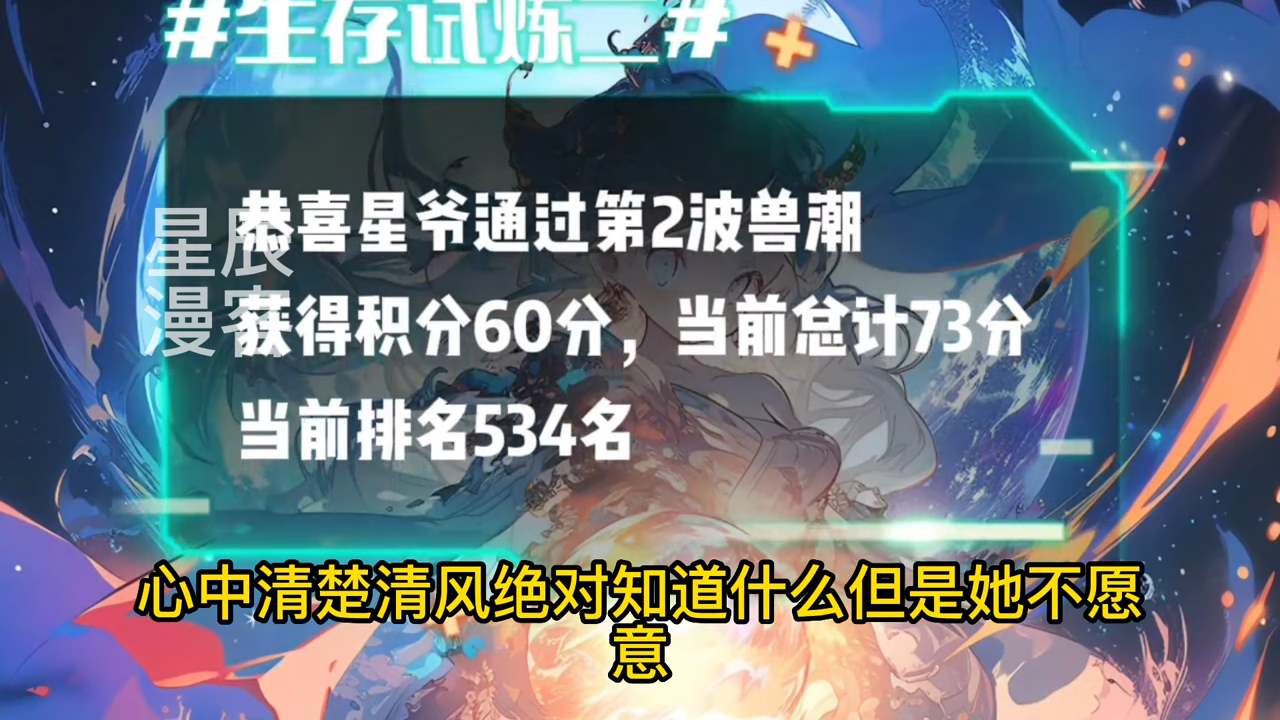 #生存试炼二#
恭喜星爷通过第2波兽潮
星辰
漫客
获得积分60分，当前总计73分
当前排名534名
心中清楚清风绝对知道什么但是她不愿
意